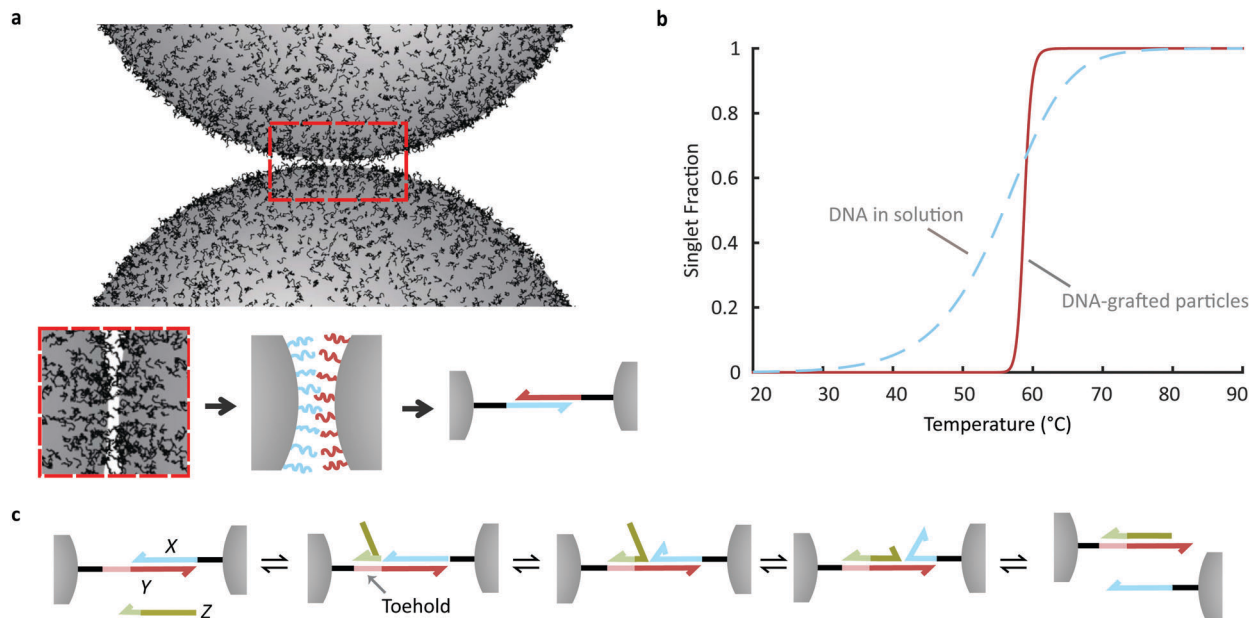 a
b
1
0.8
0.6
0.4
0.2
0
Singlet Fraction
DNA in solution
DNA-grafted particles
20 30 40 50 60 70 80 90
Temperature (°C)
c
X
Y
Z
Toehold